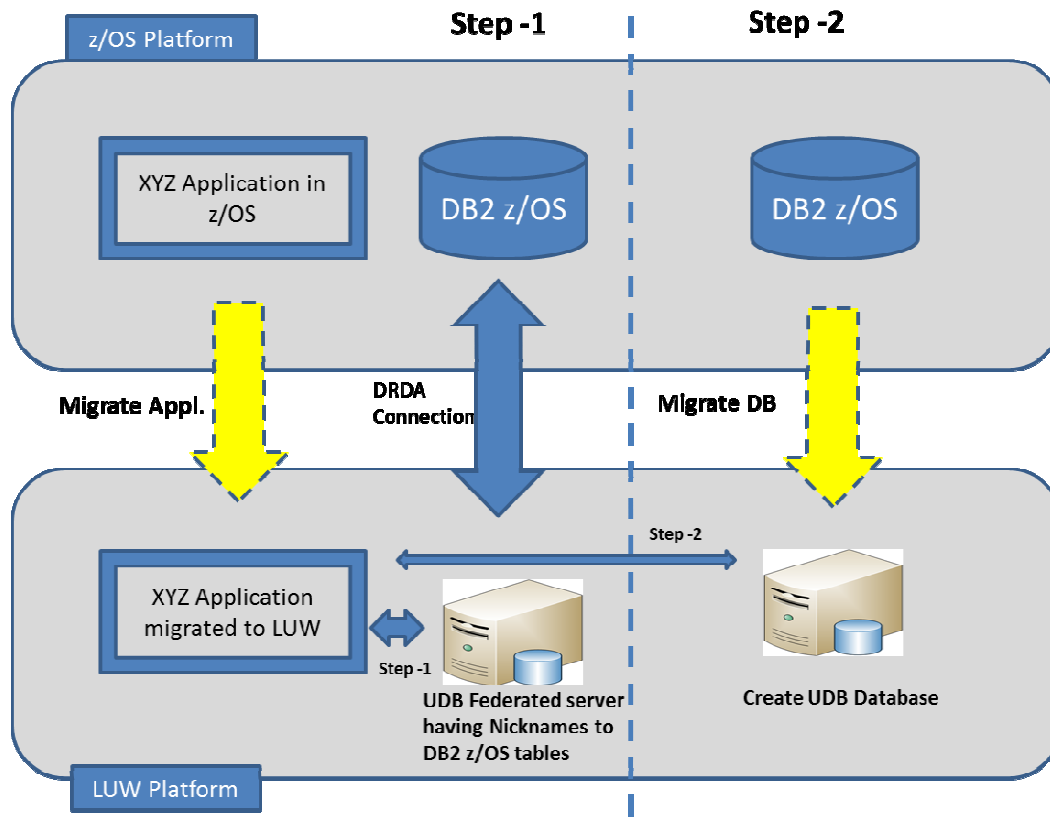 Step -1
Step -2
z/OS Platform
XYZ Application in
z/OS
DB2 z/OS
DB2 z/OS
Migrate Appl.
DRDA
Connection
Migrate DB
Step -2
XYZ Application
migrated to LUW
Step -1
UDB Federated server
having Nicknames to
DB2 z/OS tables
Create UDB Database
LUW Platform